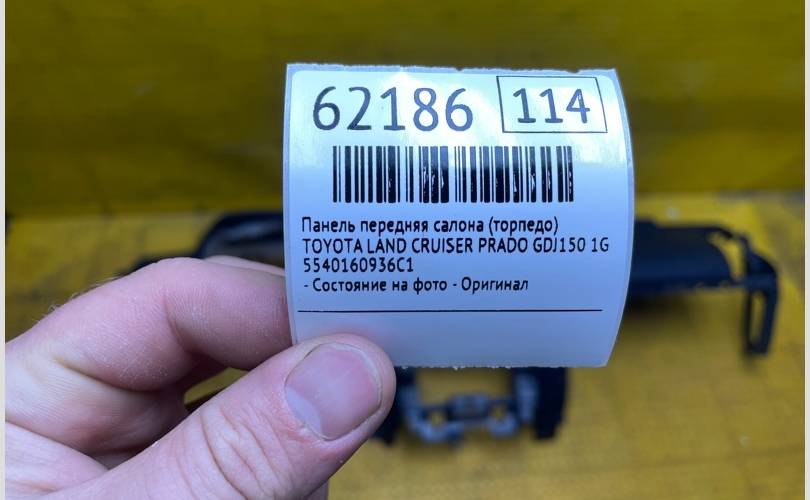 62186 114
Панель передняя салона (торпедо)
TOYOTA LAND CRUISER PRADO GDJ150 1G
5540160936C1
- Состояние на фото - Оригинал